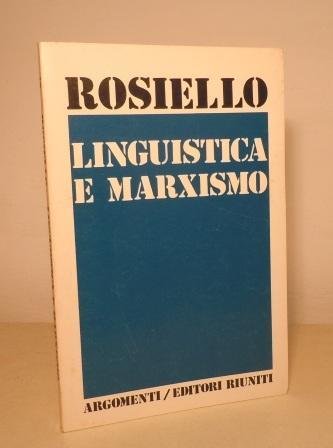 ROSIELLO
LINGUISTICA
E MARXISMO
ARGOMENTI/EDITORI RIUNITI